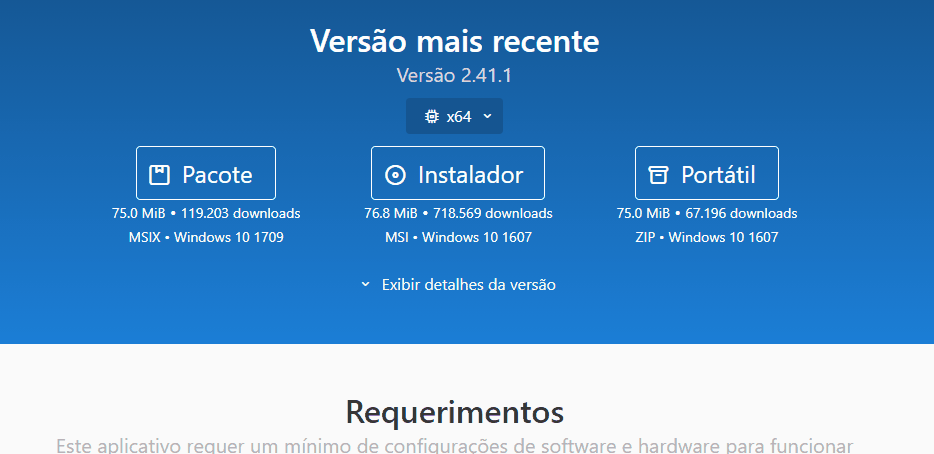 Versão mais recente
Versão 2.41.1
x64
Pacote
75.0 MiB • 119.203 downloads
MSIX • Windows 10 1709
Instalador
76.8 MiB • 718.569 downloads
MSI • Windows 10 1607
Portátil
75.0 MiB • 67.196 downloads
ZIP • Windows 10 1607
Exibir detalhes da versão
Requerimentos
Este aplicativo requer um mínimo de configurações de software e hardware para funcionar